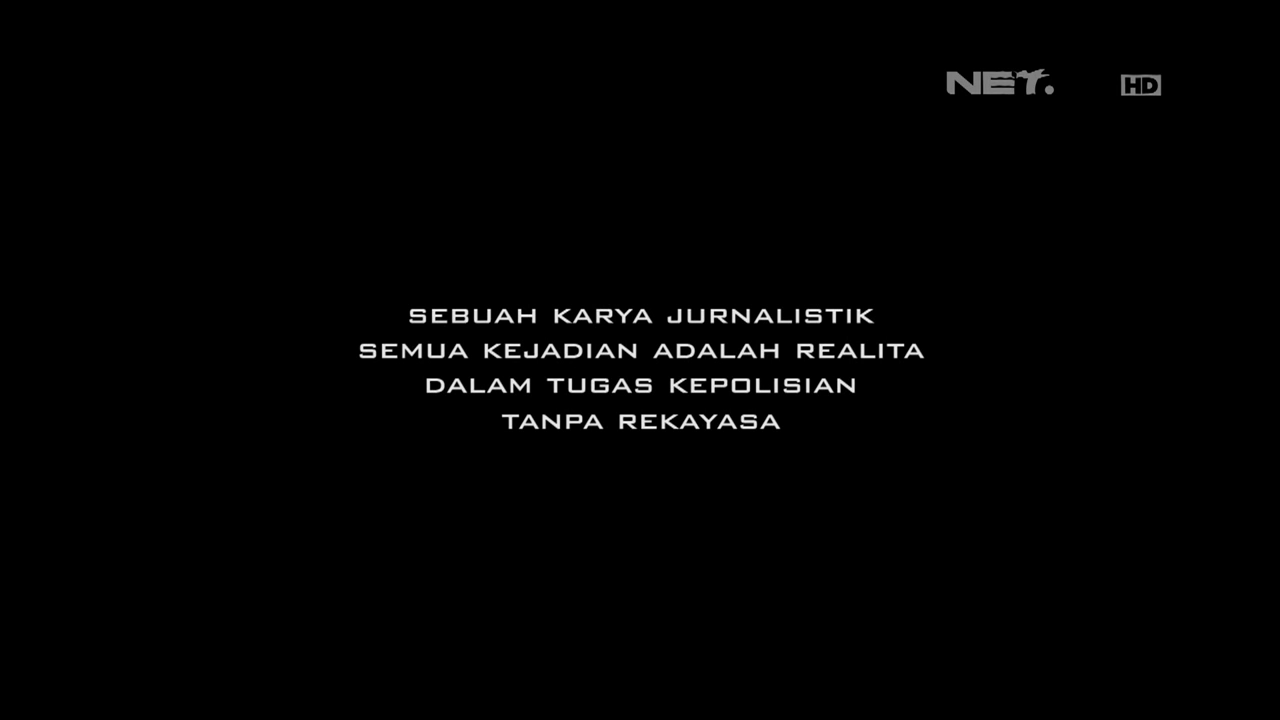 NET. HD
SEBUAH KARYA JURNALISTIK
SEMUA KEJADIAN ADALAH REALITA
DALAM TUGAS KEPOLISIAN
TANPA REKAYASA